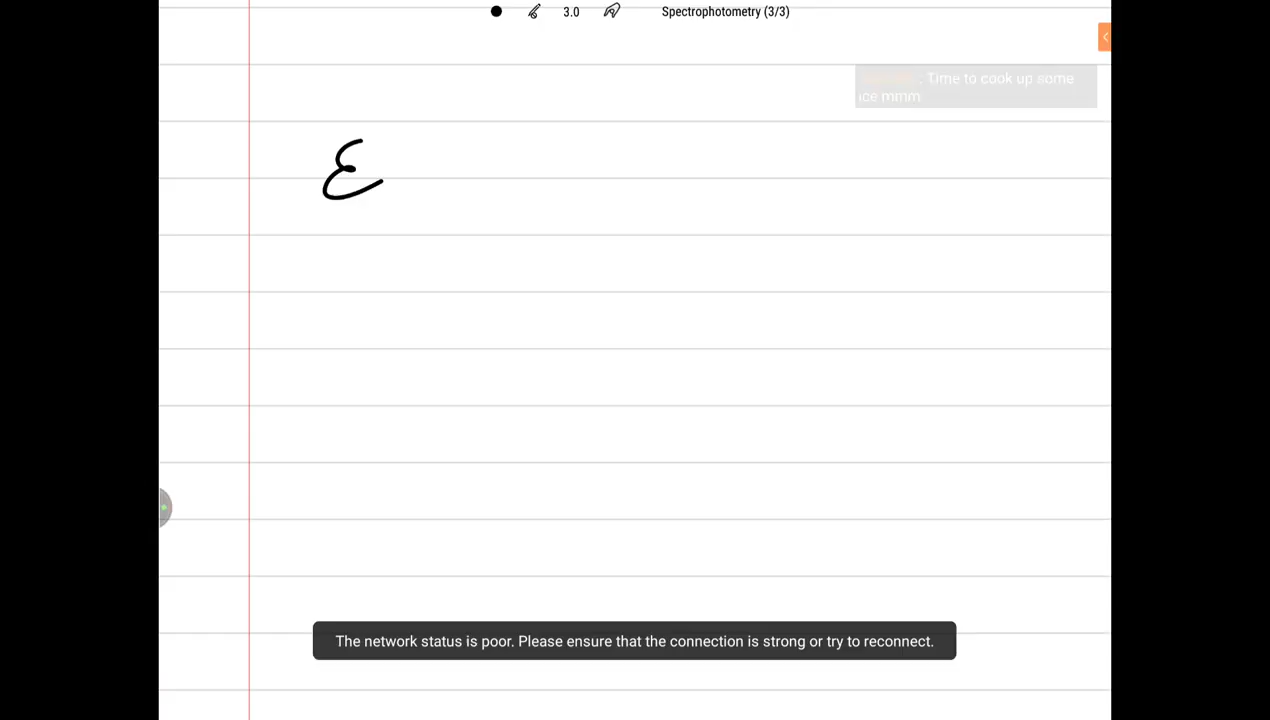 3.0 Spectrophotometry (3/3)
: Time to cook up some
ice mmm
ε
The network status is poor. Please ensure that the connection is strong or try to reconnect.